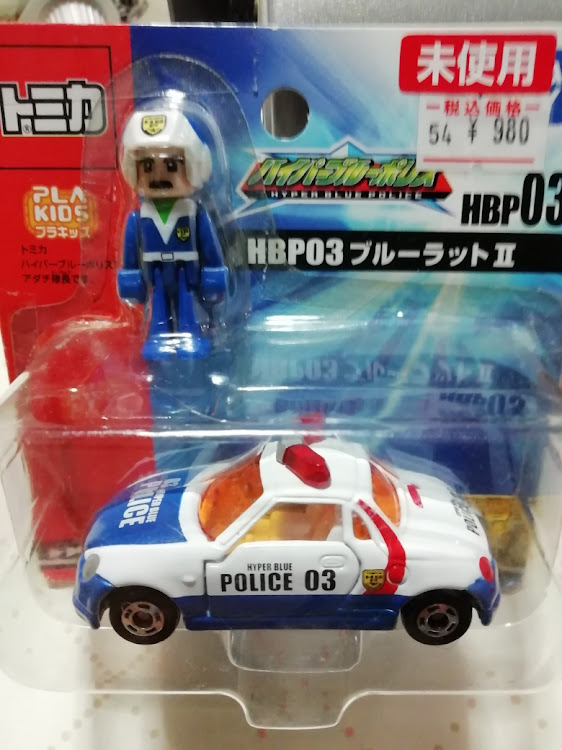 トミカ
未使用
税込価格
54 ¥ 980
ハイパーブルーポリス
HYPER BLUE POLICE
HBP03
HBP03 ブルーラットⅡ
PLA
KIDS
プラキッズ
トミカ
ハイパーブルーポリス
アダチ隊長です
POLICE
HYPER BLUE
POLICE 03